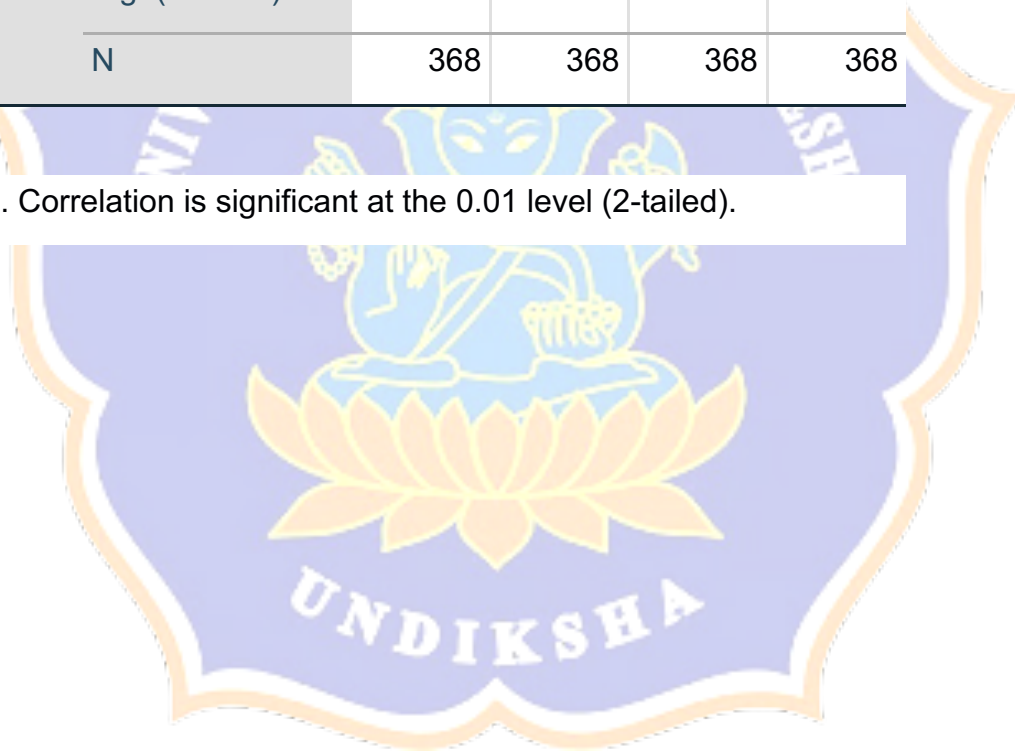 N 368 368 368 368
. Correlation is significant at the 0.01 level (2-tailed).
UNDIKSHA